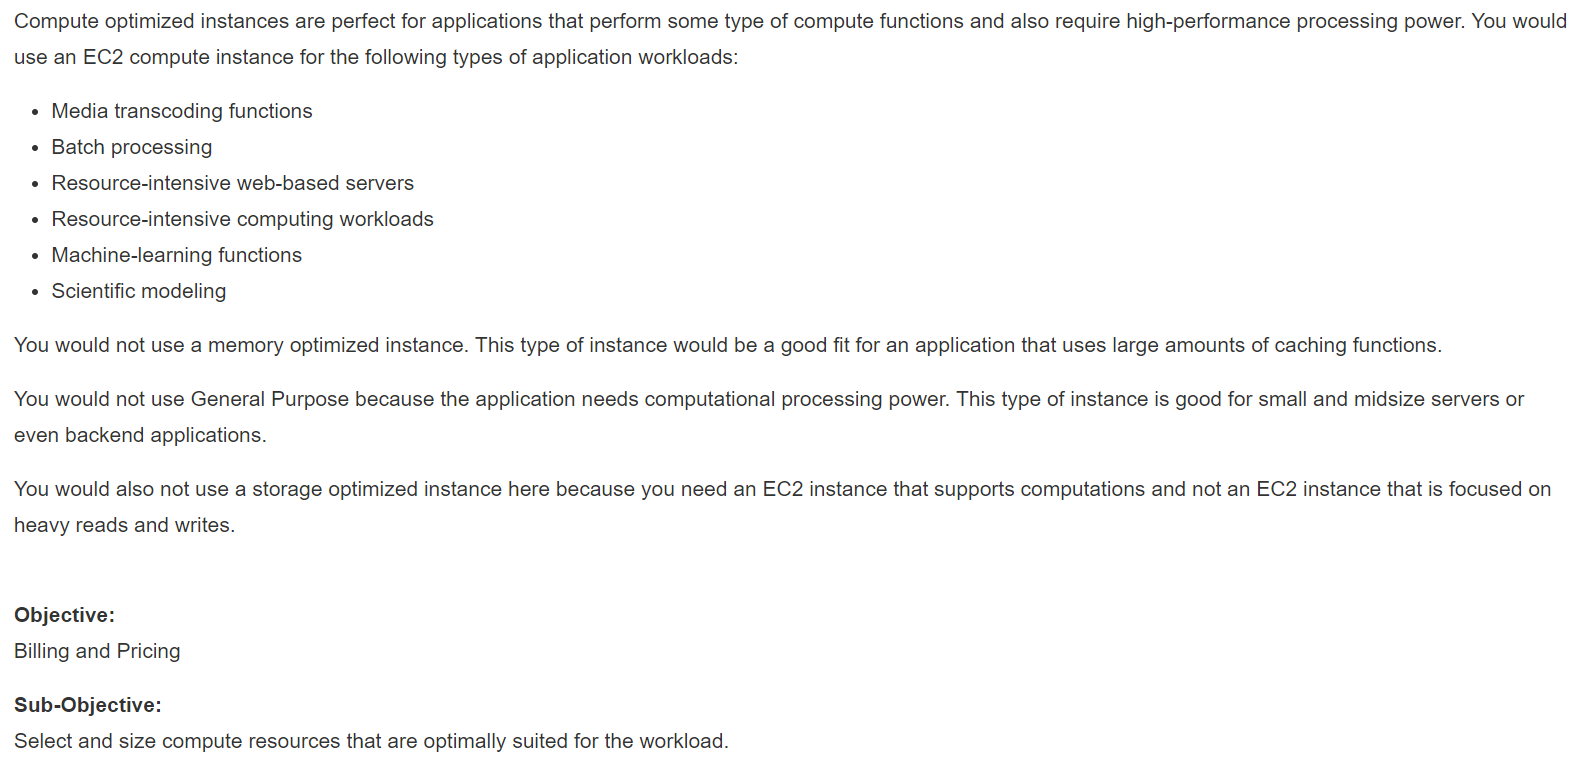 Compute optimized instances are perfect for applications that perform some type of compute functions and also require high-performance processing power. You would
use an EC2 compute instance for the following types of application workloads:
• Media transcoding functions
• Batch processing
• Resource-intensive web-based servers
• Resource-intensive computing workloads
• Machine-learning functions
• Scientific modeling
You would not use a memory optimized instance. This type of instance would be a good fit for an application that uses large amounts of caching functions.
You would not use General Purpose because the application needs computational processing power. This type of instance is good for small and midsize servers or
even backend applications.
You would also not use a storage optimized instance here because you need an EC2 instance that supports computations and not an EC2 instance that is focused on
heavy reads and writes.
Objective:
Billing and Pricing
Sub-Objective:
Select and size compute resources that are optimally suited for the workload.